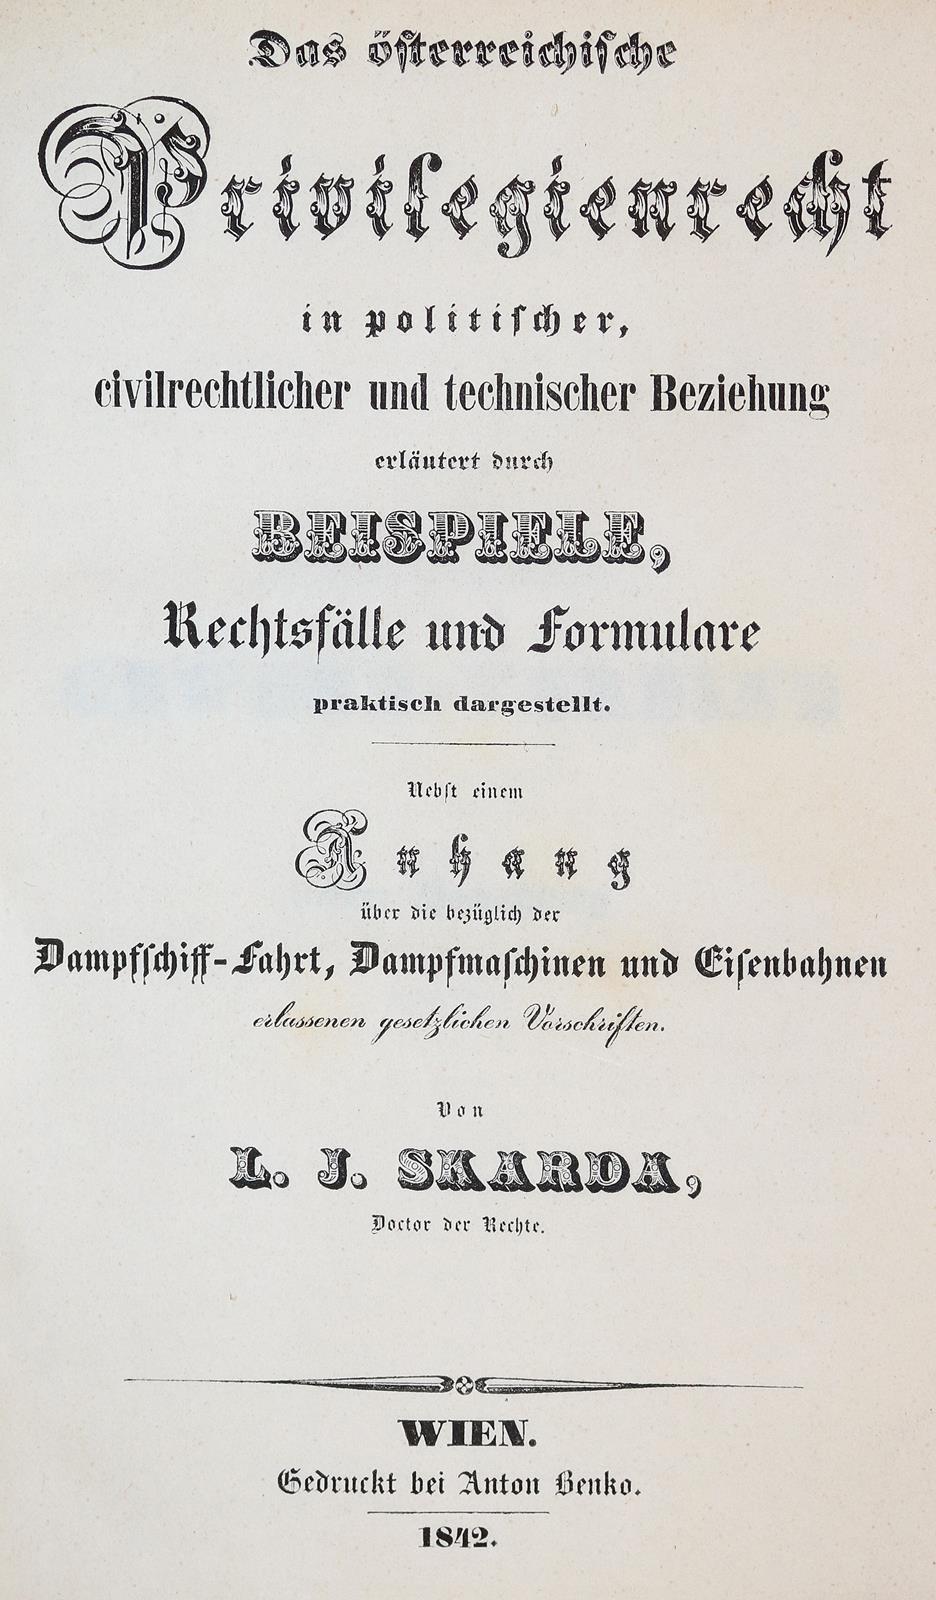 Das österreichische
Privilegienrecht
in politischer,
civilrechtlicher und technischer Beziehung
erläutert durch
BEISPIELE,
Rechtsfälle und Formulare
praktisch dargestellt.
Nebst einem
Anhang
über die bezüglich der
Dampfschiff-Fahrt, Dampfmaschinen und Eisenbahnen
erlassenen gesetzlichen Vorschriften.
Von
L. J. SKARDA,
Doctor der Rechte.
WIEN.
Gedruckt bei Anton Benko.
1842.